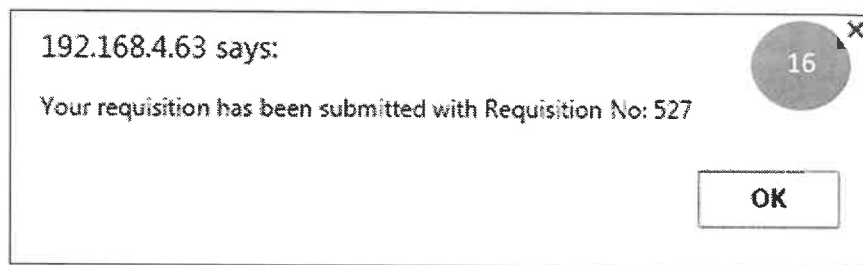 192.168.4.63 says:
16
Your requisition has been submitted with Requisition No: 527
OK